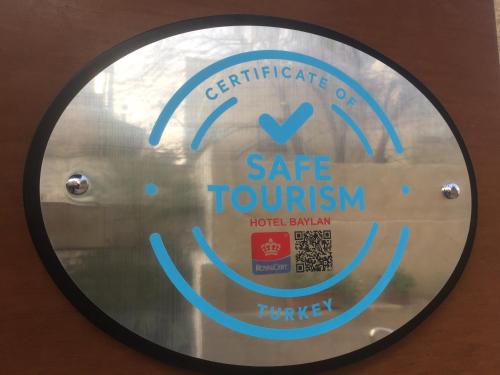 CERTIFICATE OF
SAFE
TOURISM
HOTEL BAYLAN
ROYALCERT
TURKEY